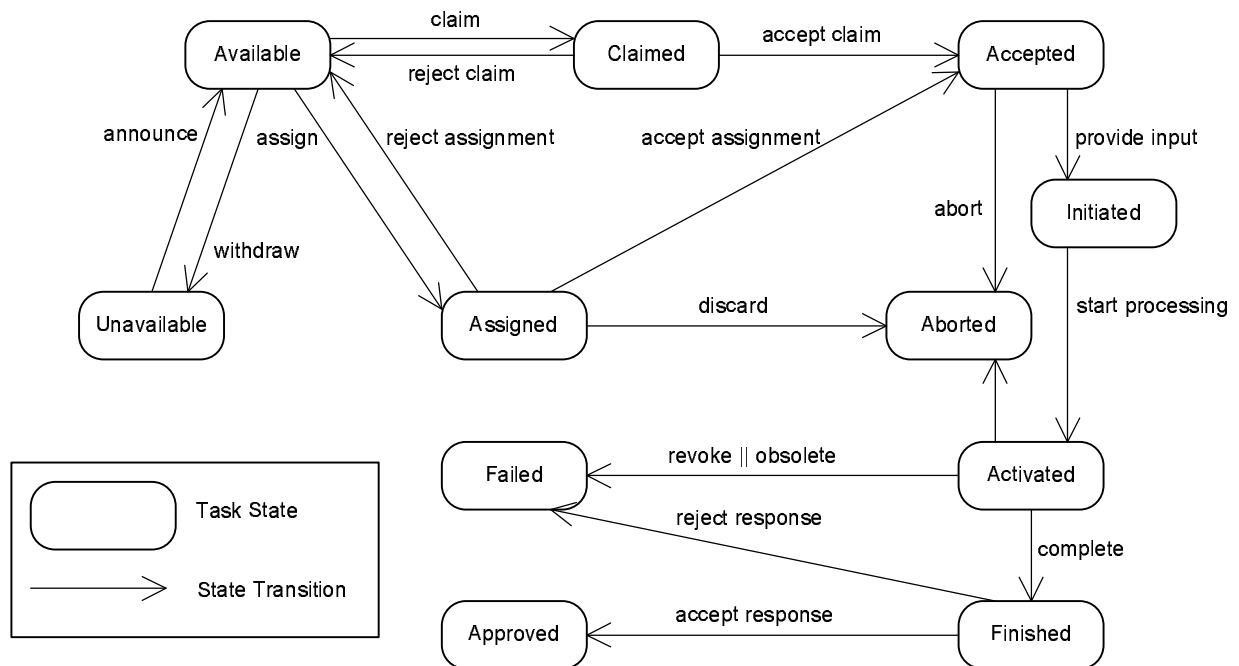 claim
Available
Claimed
accept claim
Accepted
reject claim
announce
assign
reject assignment
accept assignment
provide input
abort
Initiated
withdraw
Unavailable
Assigned
discard
Aborted
start processing
Failed
revoke || obsolete
Activated
Task State
reject response
complete
State Transition
Approved
accept response
Finished